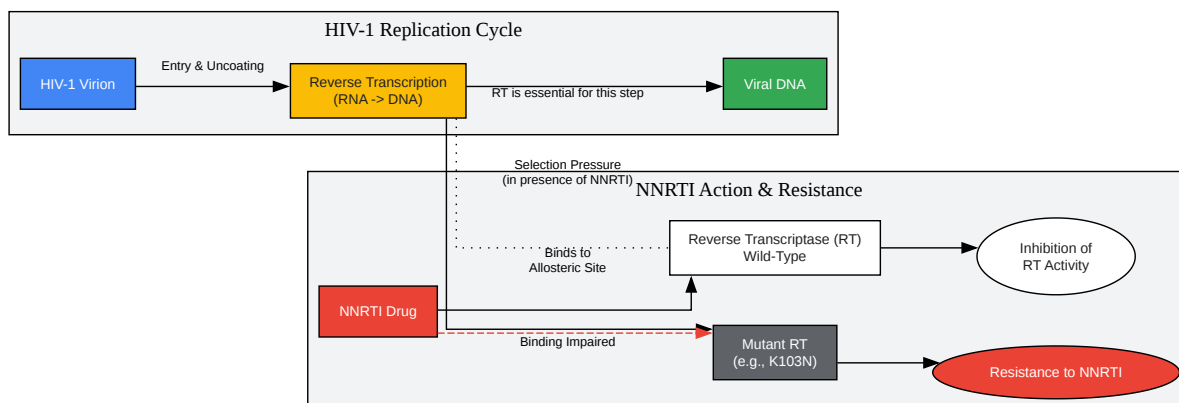 HIV-1 Replication Cycle
HIV-1 Virion
Entry & Uncoating
Reverse Transcription
(RNA -> DNA)
RT is essential for this step
Viral DNA
Selection Pressure
(in presence of NNRTI)
NNRTI Action & Resistance
Reverse Transcriptase (RT)
Wild-Type
Inhibition of
RT Activity
Binds to
Allosteric Site
NNRTI Drug
Binding Impaired
Mutant RT
(e.g., K103N)
Resistance to NNRTI